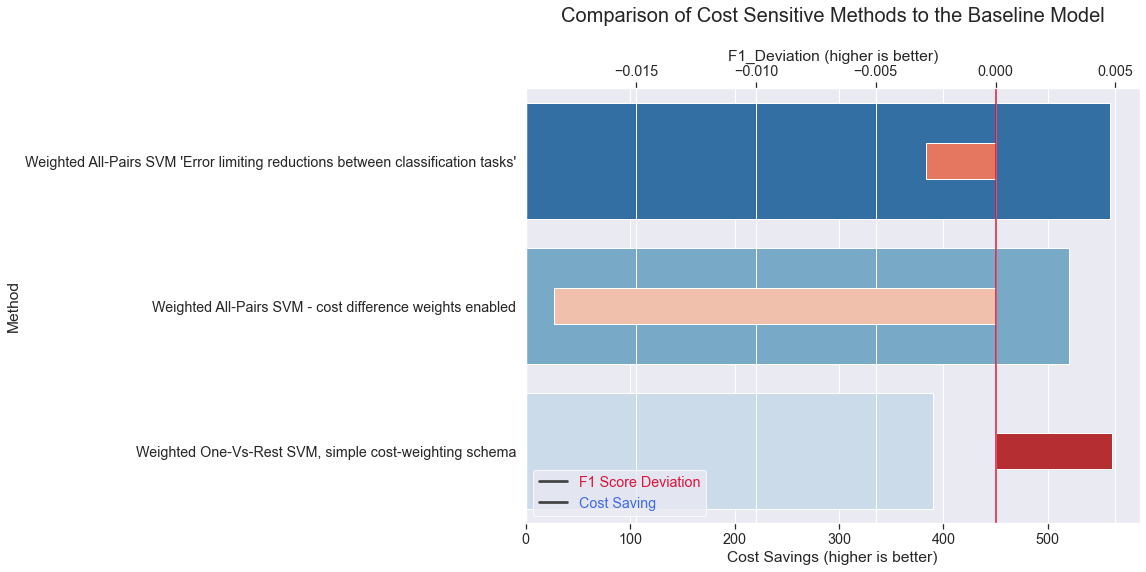 Comparison of Cost Sensitive Methods to the Baseline Model
F1_Deviation (higher is better)
−0.015 −0.010 −0.005 0.000 0.005
Method
Weighted All-Pairs SVM 'Error limiting reductions between classification tasks'
Weighted All-Pairs SVM - cost difference weights enabled
Weighted One-Vs-Rest SVM, simple cost-weighting schema
F1 Score Deviation
Cost Saving
0 100 200 300 400 500
Cost Savings (higher is better)